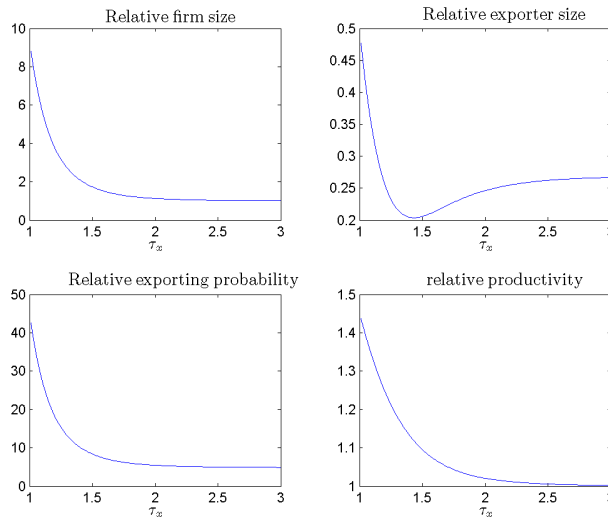 Relative firm size
10
8
6
4
2
0
1 1.5 2 2.5 3
τx
Relative exporter size
0.5
0.45
0.4
0.35
0.3
0.25
0.2
1 1.5 2 2.5 3
τx
Relative exporting probability
50
40
30
20
10
0
1 1.5 2 2.5 3
τx
relative productivity
1.5
1.4
1.3
1.2
1.1
1
1 1.5 2 2.5 3
τx